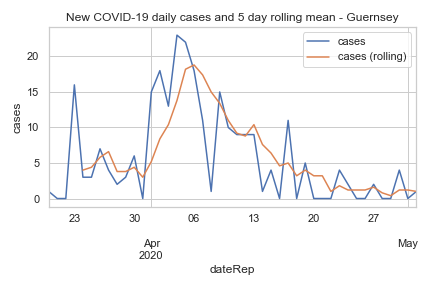 New COVID-19 daily cases and 5 day rolling mean - Guernsey
cases
cases (rolling)
cases
20
15
10
5
0
23
30
06
13
20
27
Apr
2020
May
dateRep